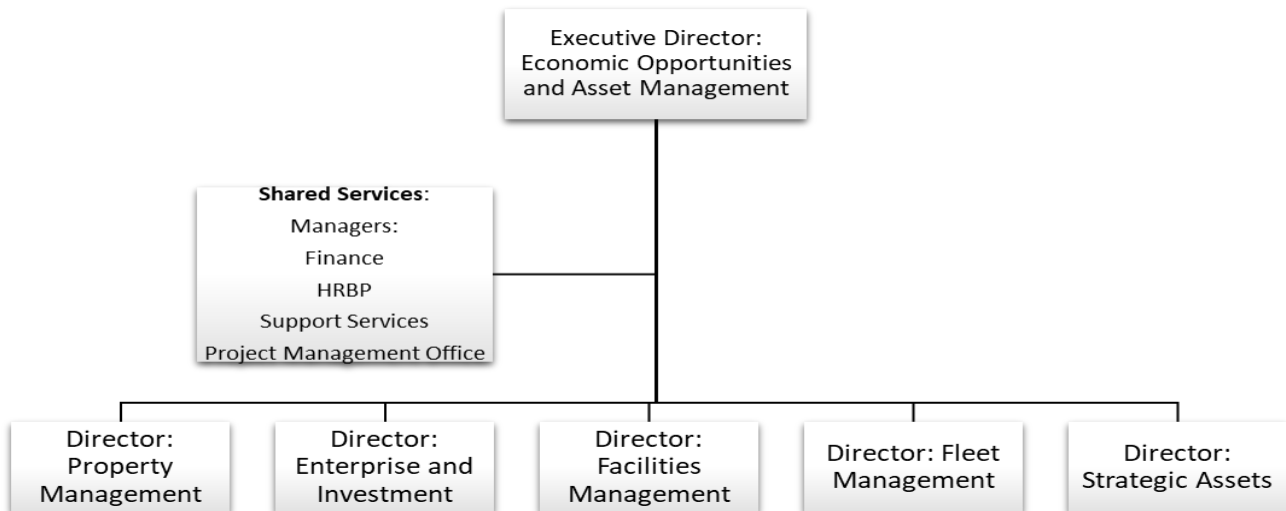 Executive Director:
Economic Opportunities
and Asset Management
Shared Services:
Managers:
Finance
HRBP
Support Services
Project Management Office
Director:
Property
Management
Director:
Enterprise and
Investment
Director:
Facilities
Management
Director: Fleet
Management
Director:
Strategic Assets